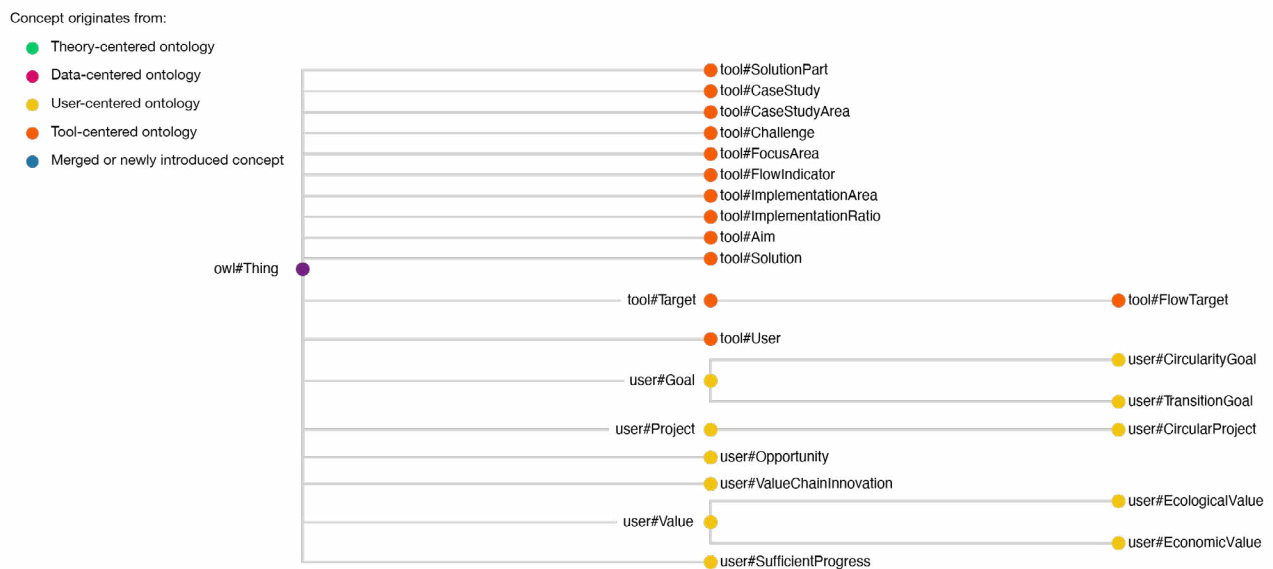 Concept originates from:
Theory-centered ontology
Data-centered ontology
User-centered ontology
Tool-centered ontology
Merged or newly introduced concept
tool#SolutionPart
tool#CaseStudy
tool#CaseStudyArea
tool#Challenge
tool#FocusArea
tool#FlowIndicator
tool#ImplementationArea
tool#ImplementationRatio
tool#Aim
tool#Solution
owl#Thing
tool#Target
tool#FlowTarget
tool#User
user#CircularityGoal
user#Goal
user#TransitionGoal
user#Project
user#CircularProject
user#Opportunity
user#ValueChainInnovation
user#EcologicalValue
user#Value
user#EconomicValue
user#SufficientProgress